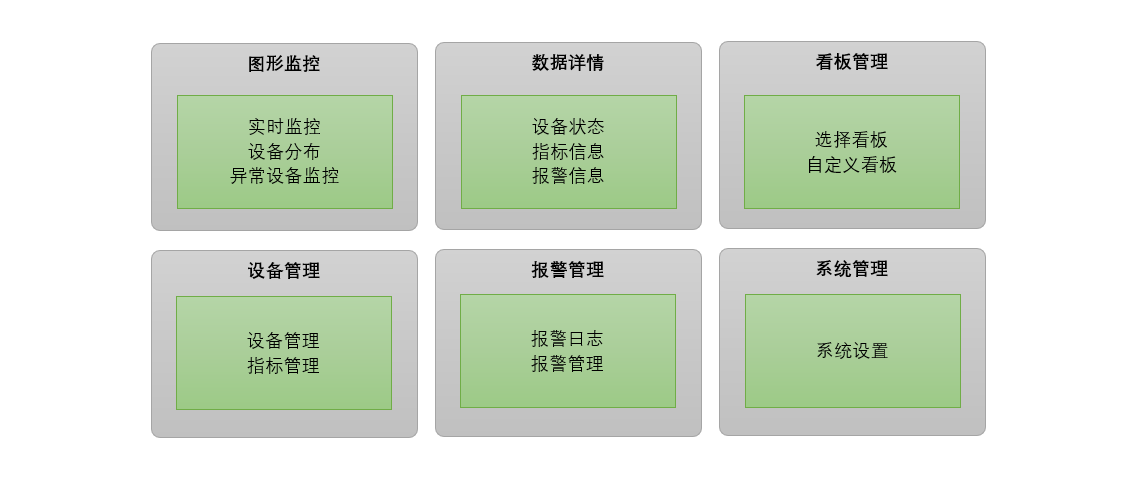 图形监控
实时监控
设备分布
异常设备监控
数据详情
设备状态
指标信息
报警信息
看板管理
选择看板
自定义看板
设备管理
设备管理
指标管理
报警管理
报警日志
报警管理
系统管理
系统设置